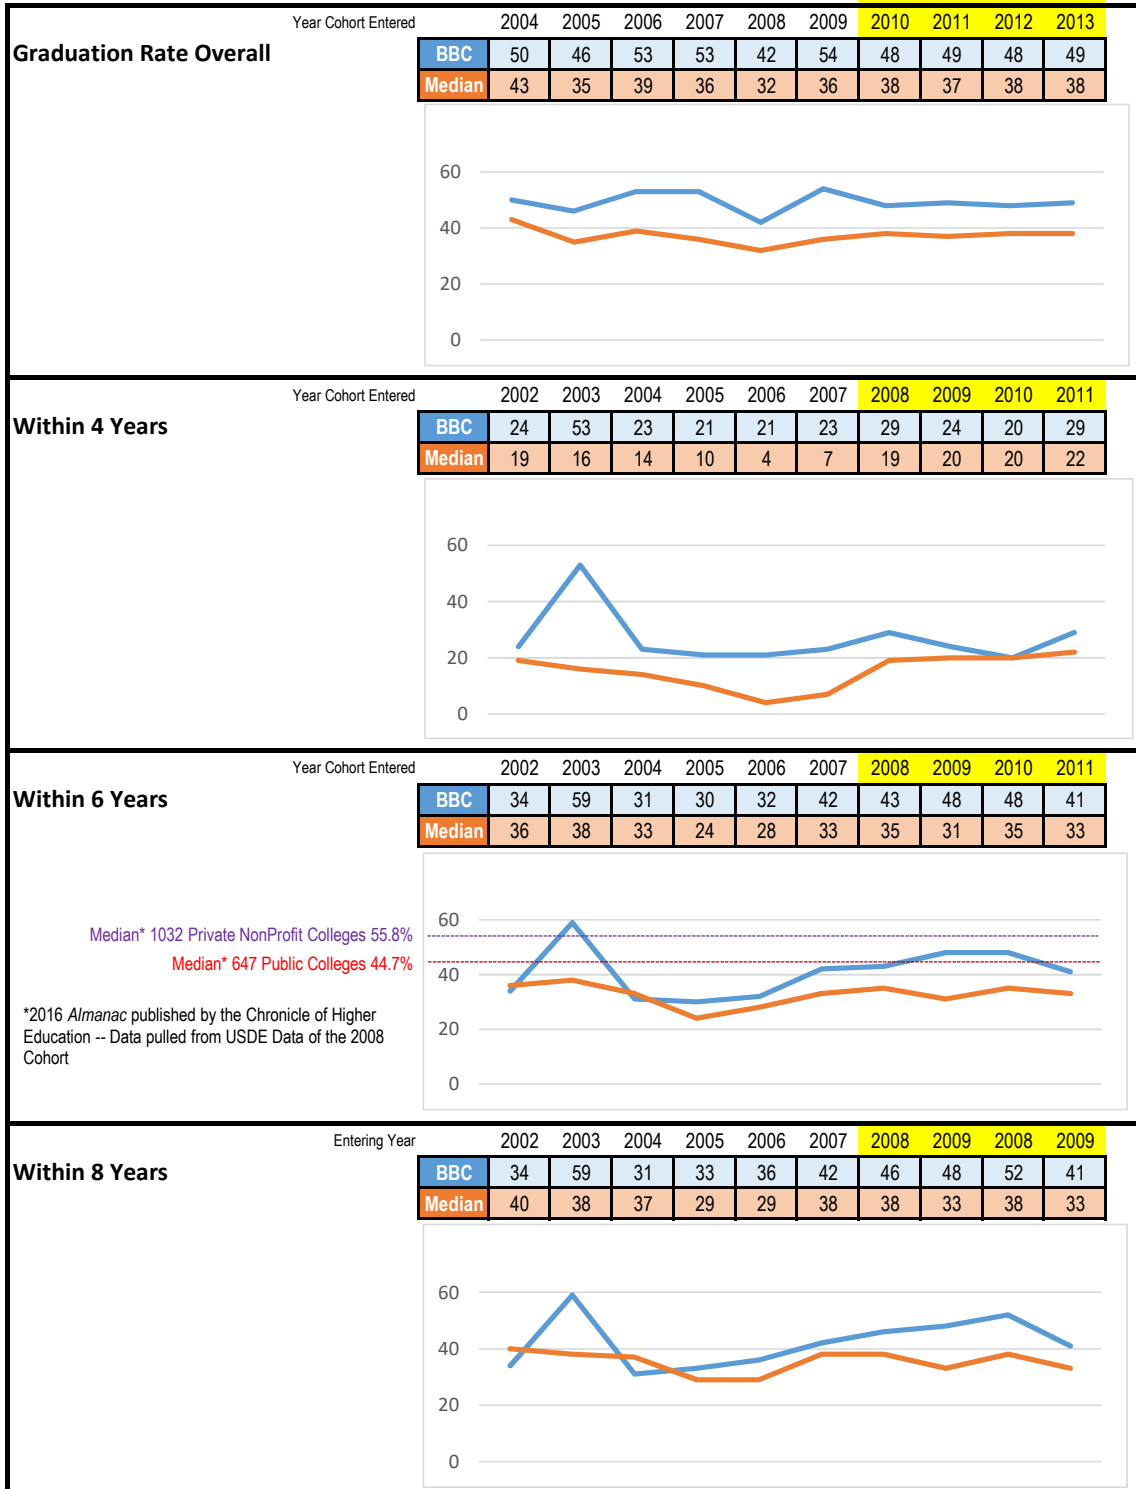 Year Cohort Entered 2004 2005 2006 2007 2008 2009 2010 2011 2012 2013
Graduation Rate Overall BBC 50 46 53 53 42 54 48 49 48 49
Median 43 35 39 36 32 36 38 37 38 38
60
40
20
0
Year Cohort Entered 2002 2003 2004 2005 2006 2007 2008 2009 2010 2011
Within 4 Years BBC 24 53 23 21 21 23 29 24 20 29
Median 19 16 14 10 4 7 19 20 20 22
60
40
20
0
Year Cohort Entered 2002 2003 2004 2005 2006 2007 2008 2009 2010 2011
Within 6 Years BBC 34 59 31 30 32 42 43 48 48 41
Median 36 38 33 24 28 33 35 31 35 33
60
Median* 1032 Private NonProfit Colleges 55.8%
Median* 647 Public Colleges 44.7%
40
*2016 Almanac published by the Chronicle of Higher
Education -- Data pulled from USDE Data of the 2008
Cohort
20
0
Entering Year 2002 2003 2004 2005 2006 2007 2008 2009 2008 2009
Within 8 Years BBC 34 59 31 33 36 42 46 48 52 41
Median 40 38 37 29 29 38 38 33 38 33
60
40
20
0